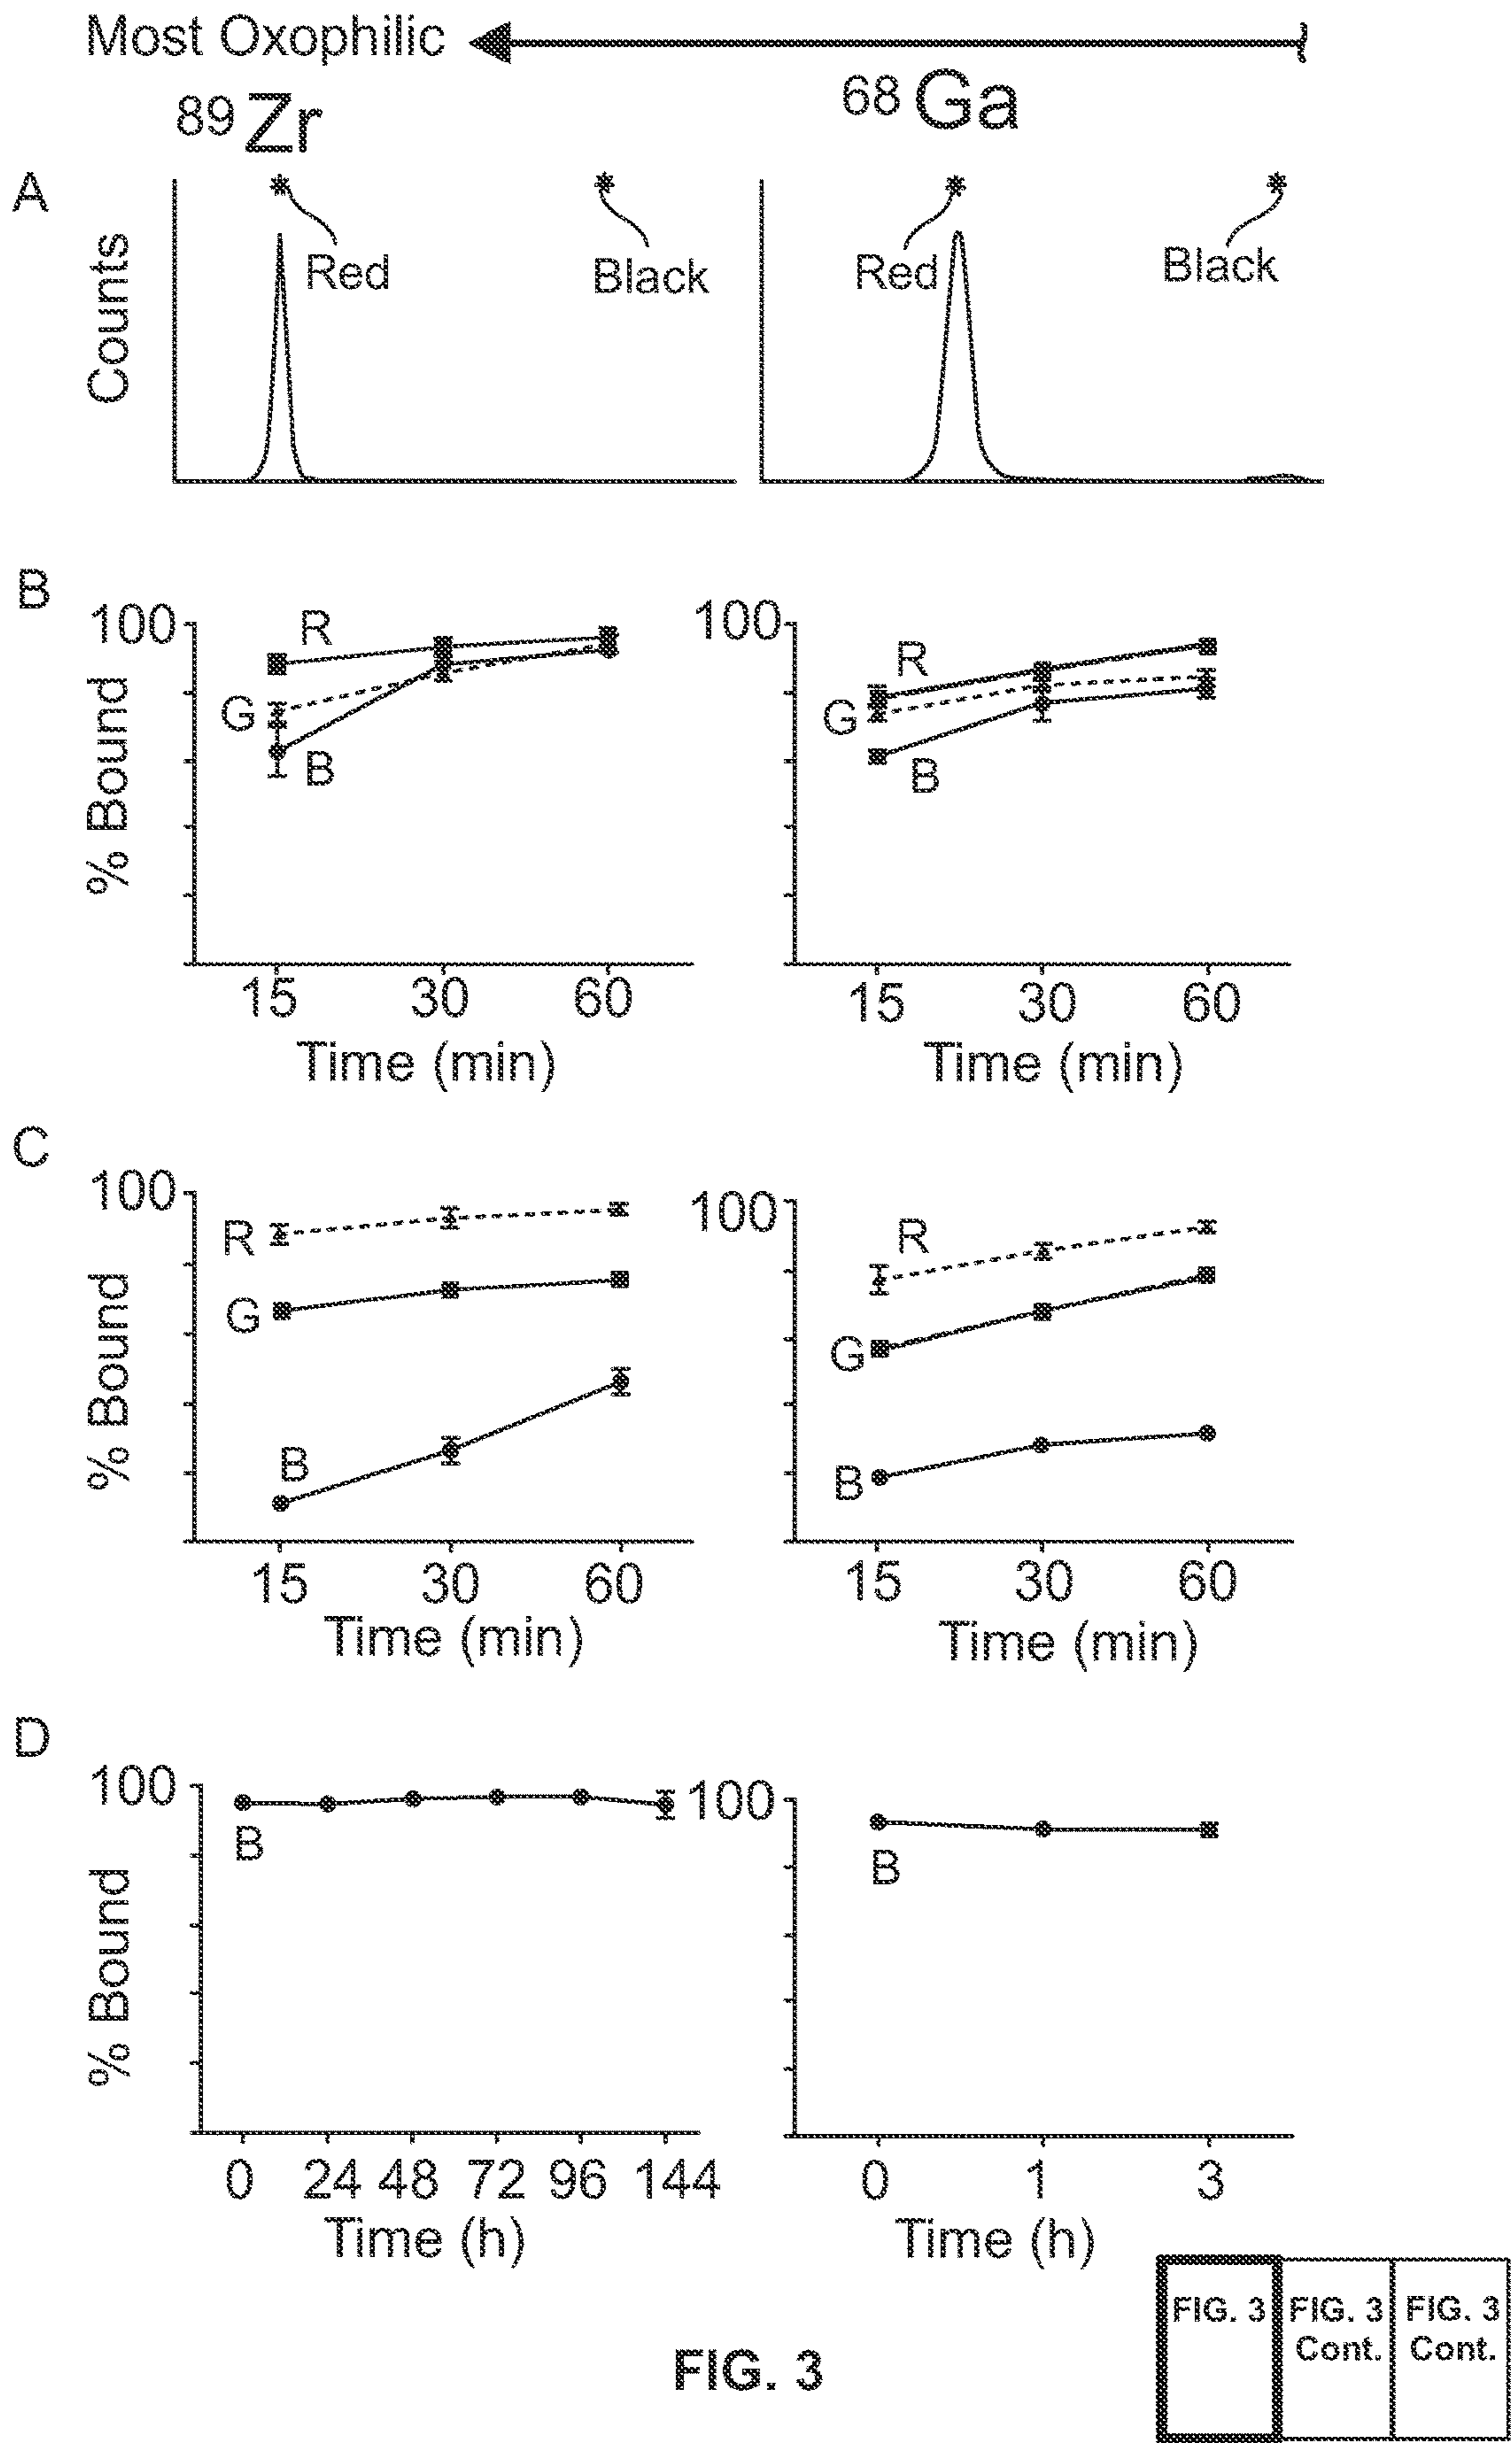 Most Oxophilic
89Zr
68Ga
A
Counts
Red
Black
Red
Black
B
% Bound
100
R
G
B
15 30 60
Time (min)
100
R
G
B
15 30 60
Time (min)
C
% Bound
100
R
G
B
15 30 60
Time (min)
100
R
G
B
15 30 60
Time (min)
D
% Bound
100
B
0 24 48 72 96 144
Time (h)
100
B
0 1 3
Time (h)
FIG. 3
FIG. 3
FIG. 3
Cont.
FIG. 3
Cont.